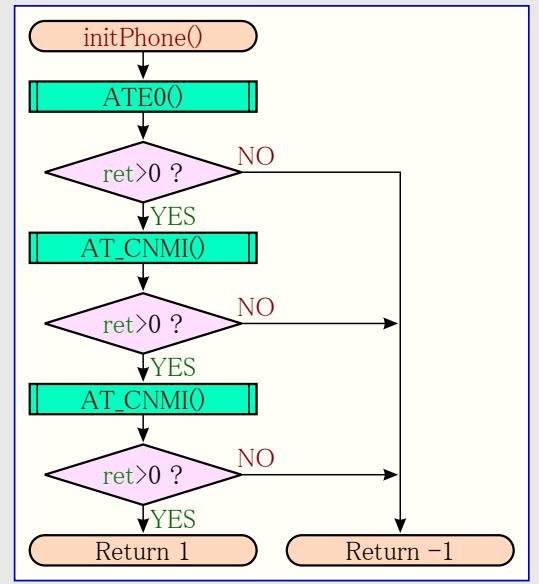 initPhone()
ATE0()
ret>0 ?
NO
YES
AT_CNMI()
ret>0 ?
NO
YES
AT_CNMI()
ret>0 ?
NO
YES
Return 1
Return -1